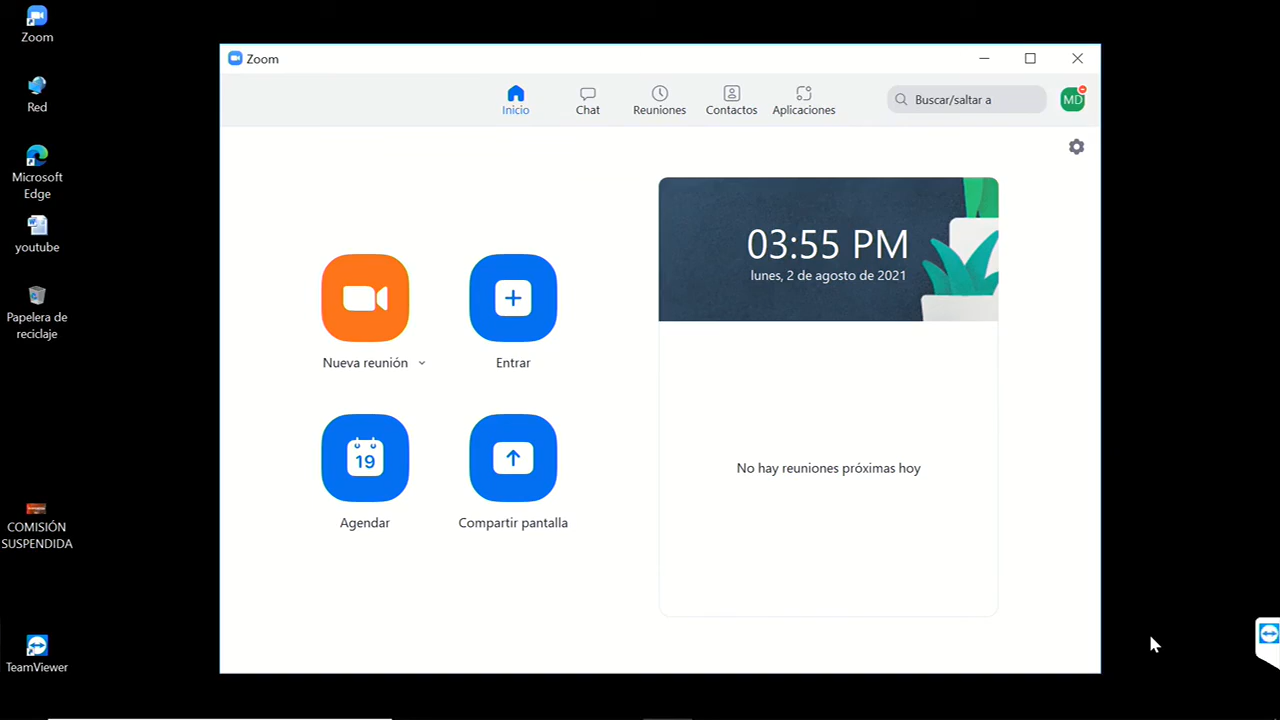 Zoom
Red
Microsoft
Edge
youtube
Papelera de
reciclaje
COMISIÓN
SUSPENDIDA
TeamViewer
Zoom
Inicio
Chat
Reuniones
Contactos
Aplicaciones
Buscar/saltar a
MD
03:55 PM
lunes, 2 de agosto de 2021
Nueva reunión
Entrar
19
Agendar
Compartir pantalla
No hay reuniones próximas hoy